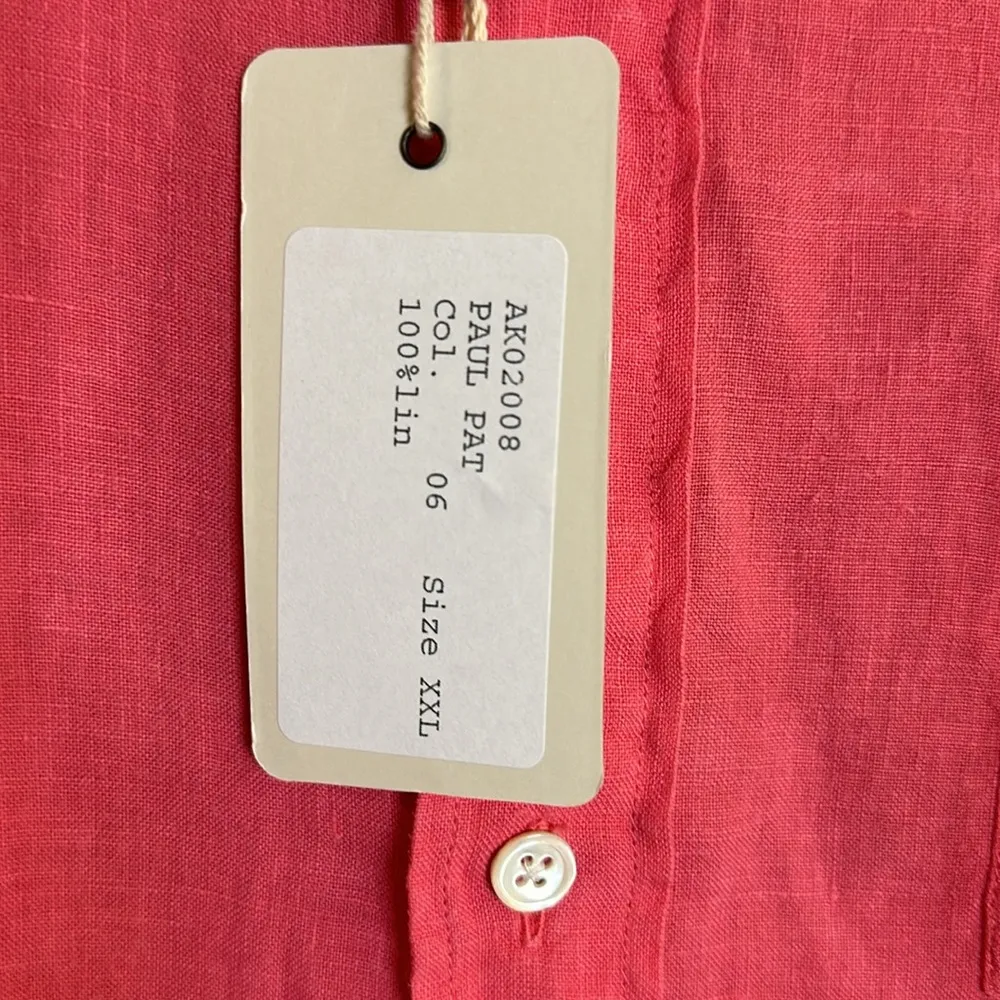 AK02008
PAUL PAT
Col. 06 Size XXL
100%lin